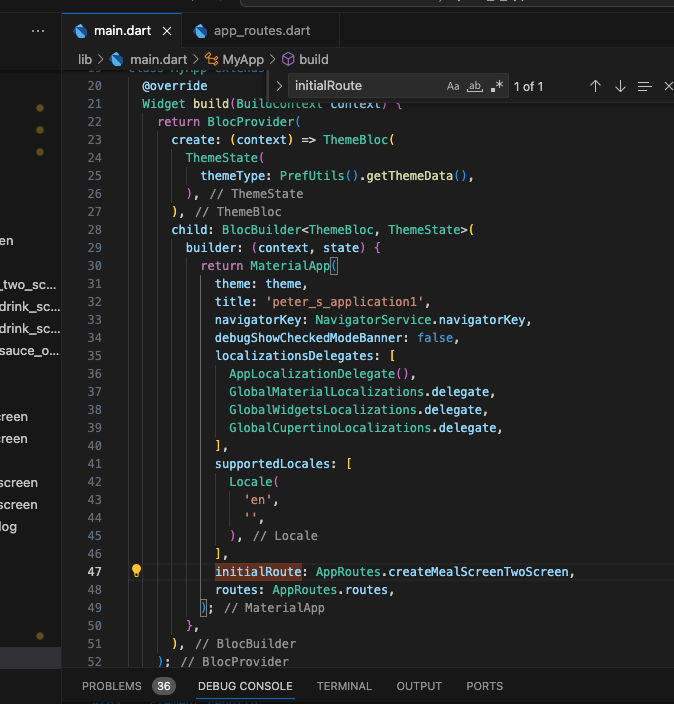 main.dart
app_routes.dart
lib > main.dart > MyApp > build
initialRoute Aa ab .* 1 of 1
20 @override
21 Widget build(BuildContext context) {
22 return BlocProvider(
23 create: (context) => ThemeBloc(
24 ThemeState(
25 themeType: PrefUtils().getThemeData(),
26 ), // ThemeState
27 ), // ThemeBloc
28 child: BlocBuilder<ThemeBloc, ThemeState>(
29 builder: (context, state) {
30 return MaterialApp(
31 theme: theme,
32 title: 'peter_s_application1',
33 navigatorKey: NavigatorService.navigatorKey,
34 debugShowCheckedModeBanner: false,
35 localizationsDelegates: [
36 AppLocalizationDelegate(),
37 GlobalMaterialLocalizations.delegate,
38 GlobalWidgetsLocalizations.delegate,
39 GlobalCupertinoLocalizations.delegate,
40 ],
41 supportedLocales: [
42 Locale(
43 'en',
44 '',
45 ), // Locale
46 ],
47 initialRoute: AppRoutes.createMealScreenTwoScreen,
48 routes: AppRoutes.routes,
49 ); // MaterialApp
50 },
51 ), // BlocBuilder
52 ); // BlocProvider
en
_two_sc...
drink_sc...
drink_sc...
sauce_o...
creen
creen
screen
screen
log
PROBLEMS 36 DEBUG CONSOLE TERMINAL OUTPUT PORTS